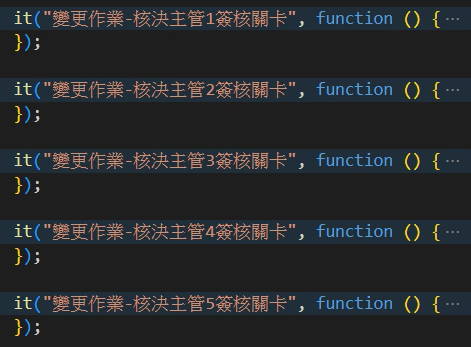 it("變更作業-核決主管1簽核關卡", function () {⋯
});
it("變更作業-核決主管2簽核關卡", function () {⋯
});
it("變更作業-核決主管3簽核關卡", function () {⋯
});
it("變更作業-核決主管4簽核關卡", function () {⋯
});
it("變更作業-核決主管5簽核關卡", function () {⋯
});